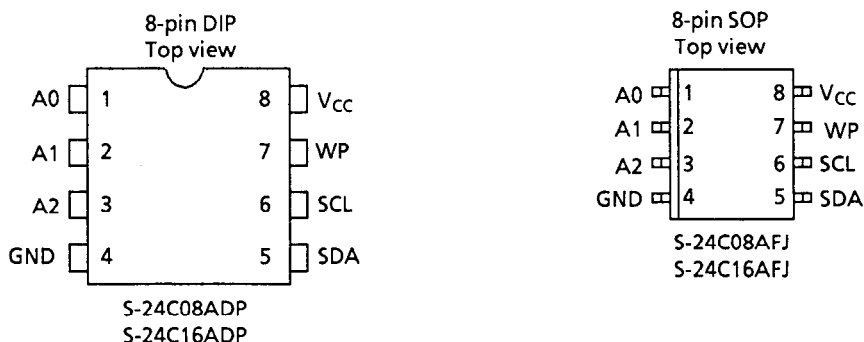 8-pin DIP
Top view
A0 1 8 VCC
A1 2 7 WP
A2 3 6 SCL
GND 4 5 SDA
S-24C08ADP
S-24C16ADP
8-pin SOP
Top view
A0 1 8 VCC
A1 2 7 WP
A2 3 6 SCL
GND 4 5 SDA
S-24C08AFJ
S-24C16AFJ